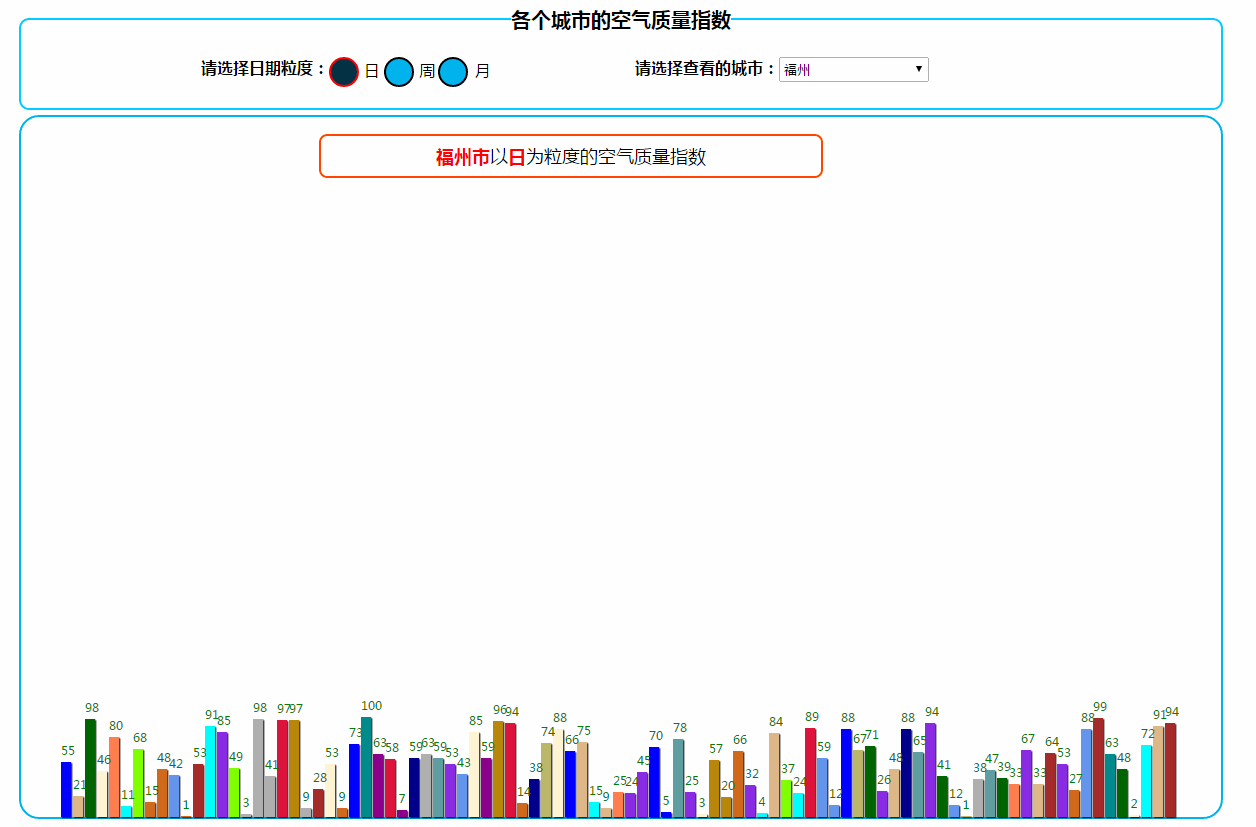 各个城市的空气质量指数
请选择日期粒度： 日 周 月 请选择查看的城市： 福州
福州市以日为粒度的空气质量指数
55 21 98 46 80 11 68 15 48 42 1 53 91 85 49 3 98 41 97 97 9 28 53 9 73 100 63 58 7 59 63 59 53 43 85 59 96 94 14 38 74 88 66 75 15 9 25 24 45 70 5 78 25 3 57 20 66 32 4 84 37 24 89 59 12 88 67 71 26 48 88 65 94 41 12 1 38 47 39 33 67 33 64 53 27 88 99 63 48 2 72 91 94